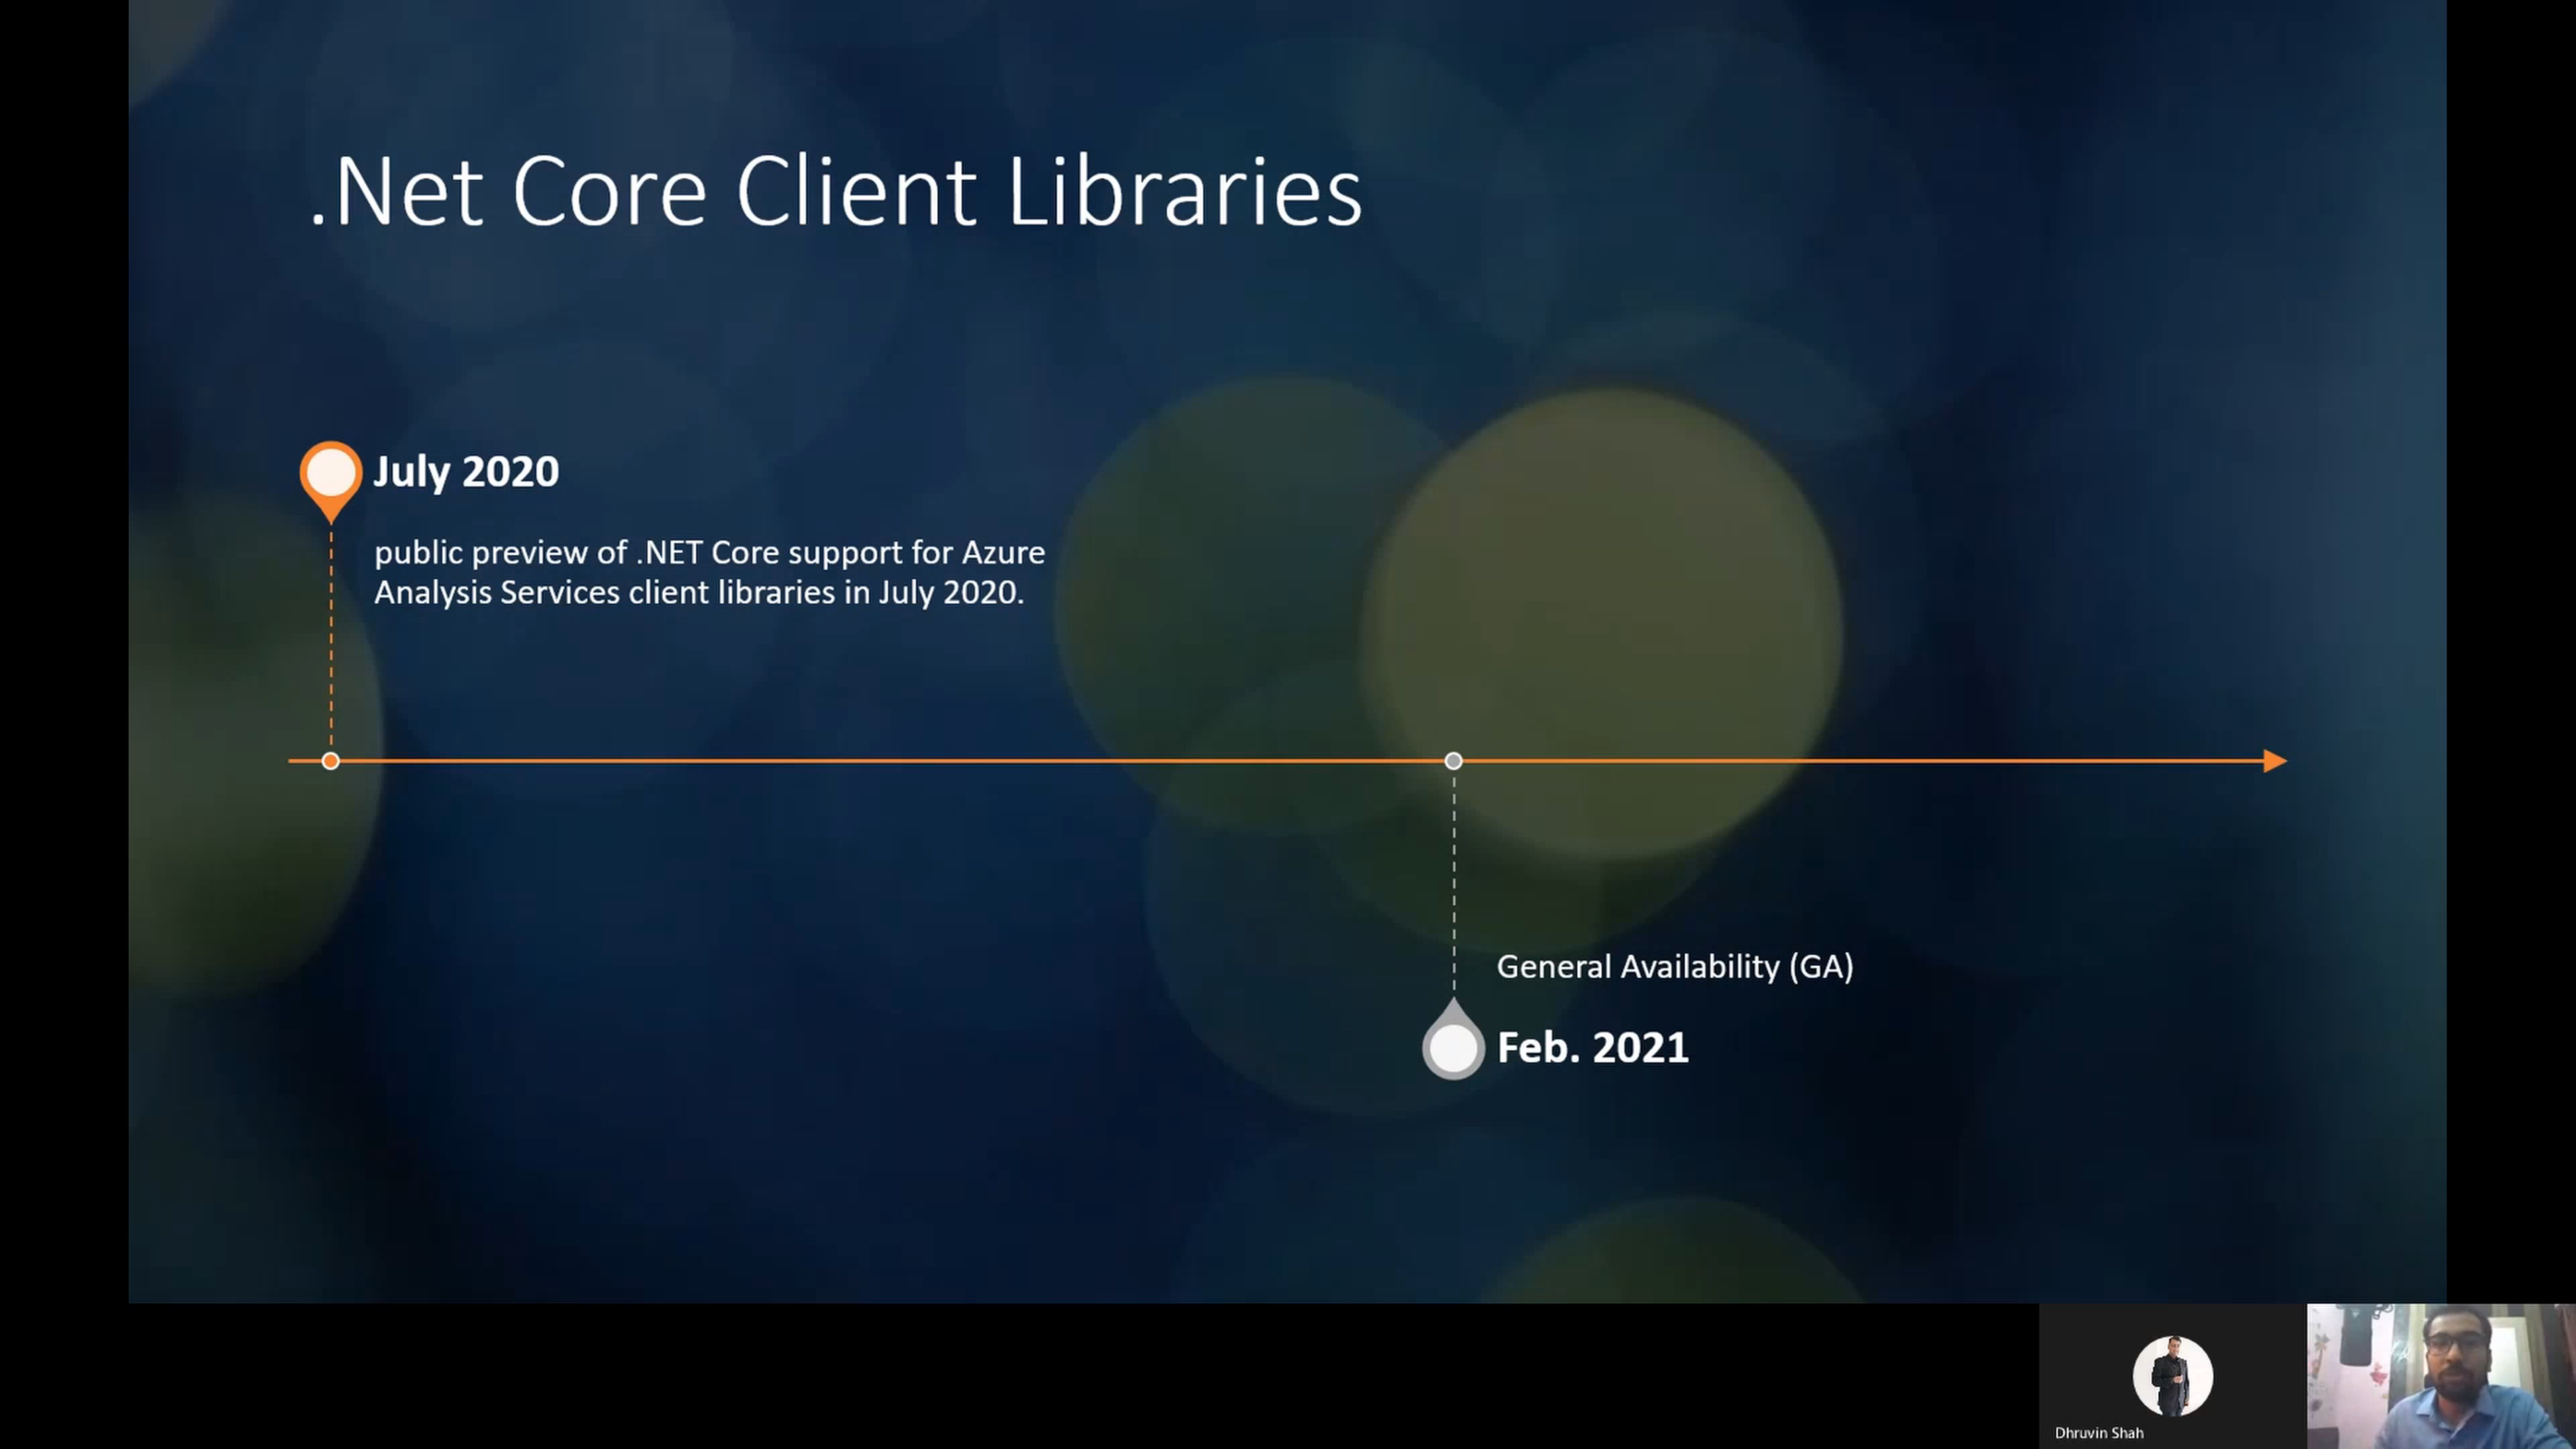 .Net Core Client Libraries
July 2020
public preview of .NET Core support for Azure
Analysis Services client libraries in July 2020.
General Availability (GA)
Feb. 2021
Dhruvin Shah